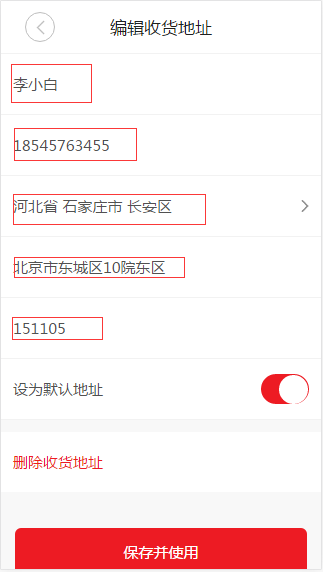 编辑收货地址
李小白
18545763455
河北省 石家庄市 长安区
北京市东城区10院东区
151105
设为默认地址
删除收货地址
保存并使用